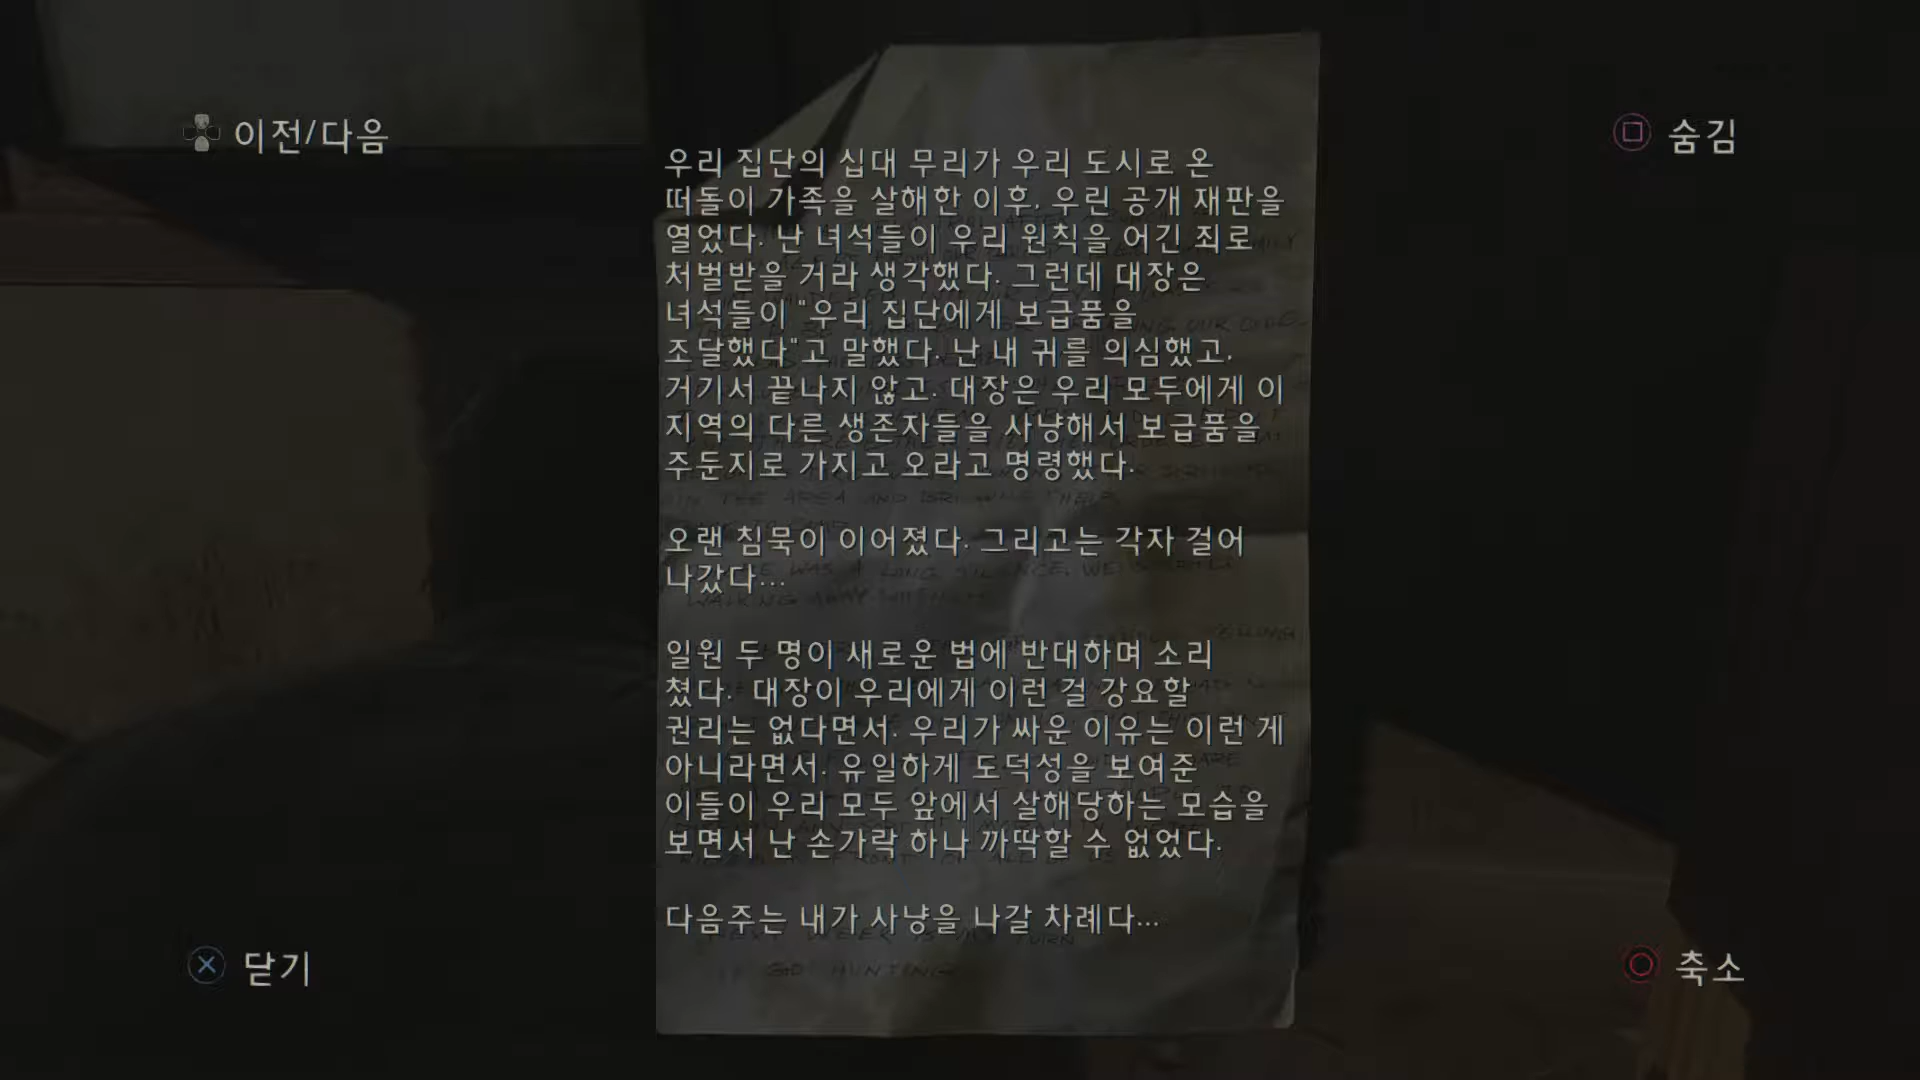 이전/다음
숨김
우리 집단의 십대 무리가 우리 도시로 온
떠돌이 가족을 살해한 이후, 우린 공개 재판을
열었다. 난 녀석들이 우리 원칙을 어긴 죄로
처벌받을 거라 생각했다. 그런데 대장은
녀석들이 "우리 집단에게 보급품을
조달했다"고 말했다. 난 내 귀를 의심했고,
거기서 끝나지 않고. 대장은 우리 모두에게 이
지역의 다른 생존자들을 사냥해서 보급품을
주둔지로 가지고 오라고 명령했다.
오랜 침묵이 이어졌다. 그리고는 각자 걸어
나갔다...
일원 두 명이 새로운 법에 반대하며 소리
쳤다. 대장이 우리에게 이런 걸 강요할
권리는 없다면서. 우리가 싸운 이유는 이런 게
아니라면서. 유일하게 도덕성을 보여준
이들이 우리 모두 앞에서 살해당하는 모습을
보면서 난 손가락 하나 까딱할 수 없었다.
다음주는 내가 사냥을 나갈 차례다...
닫기
축소